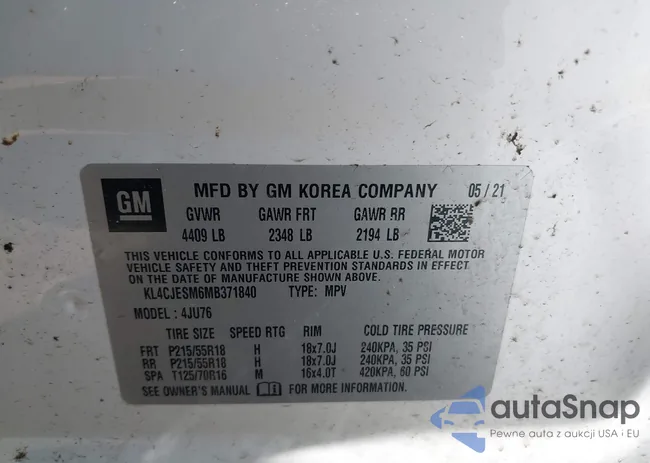 GM
MFD BY GM KOREA COMPANY 05/21
GVWR GAWR FRT GAWR RR
4409 LB 2348 LB 2194 LB
THIS VEHICLE CONFORMS TO ALL APPLICABLE U.S. FEDERAL MOTOR
VEHICLE SAFETY AND THEFT PREVENTION STANDARDS IN EFFECT
ON THE DATE OF MANUFACTURE SHOWN ABOVE.
KL4CJESM6MB371840 TYPE: MPV
MODEL : 4JU76
TIRE SIZE SPEED RTG RIM COLD TIRE PRESSURE
FRT P215/55R18 H 18x7.0J 240KPA, 35 PSI
RR P215/55R18 H 18x7.0J 240KPA, 35 PSI
SPA T125/70R16 M 16x4.0T 420KPA, 60 PSI
SEE OWNER'S MANUAL FOR MORE INFORMATION.
autoSnap
Pewne auta z aukcji USA i EU